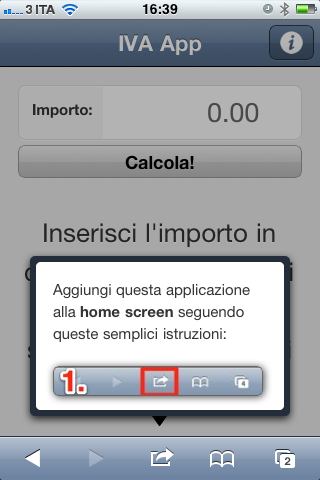 3 ITA 16:39
IVA App
Importo: 0.00
Calcola!
Inserisci l'importo in
Aggiungi questa applicazione
alla home screen seguendo
queste semplici istruzioni:
1. 4
2